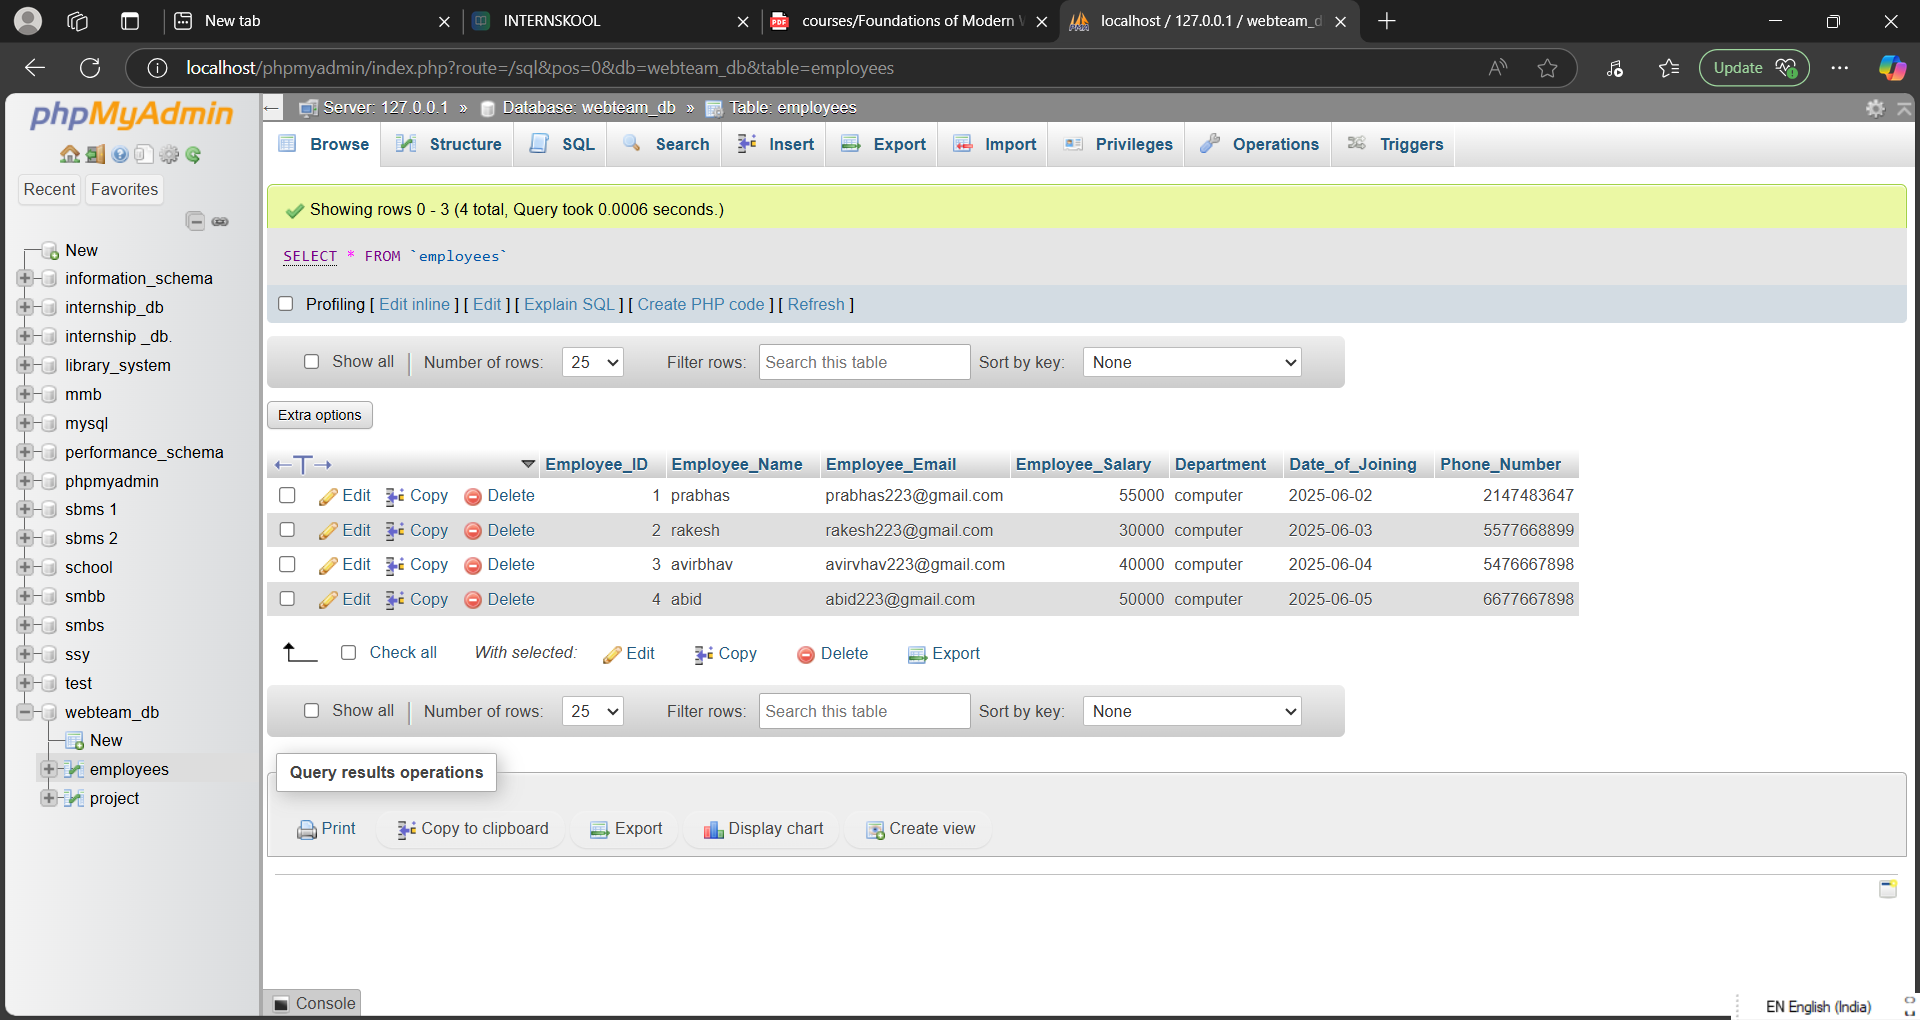 New tab
INTERNSKOOL
courses/Foundations of Modern
localhost / 127.0.0.1 / webteam_d
localhost/phpmyadmin/index.php?route=/sql&pos=0&db=webteam_db&table=employees
Update
phpMyAdmin
Recent Favorites
New
information_schema
internship_db
internship _db.
library_system
mmb
mysql
performance_schema
phpmyadmin
sbms 1
sbms 2
school
smbb
smbs
ssy
test
webteam_db
New
employees
project
Server: 127.0.0.1 » Database: webteam_db » Table: employees
Browse Structure SQL Search Insert Export Import Privileges Operations Triggers
Showing rows 0 - 3 (4 total, Query took 0.0006 seconds.)
SELECT * FROM `employees`
Profiling [ Edit inline ] [ Edit ] [ Explain SQL ] [ Create PHP code ] [ Refresh ]
Show all Number of rows: 25 Filter rows: Search this table Sort by key: None
Extra options
←T→ Employee_ID Employee_Name Employee_Email Employee_Salary Department Date_of_Joining Phone_Number
Edit Copy Delete 1 prabhas prabhas223@gmail.com 55000 computer 2025-06-02 2147483647
Edit Copy Delete 2 rakesh rakesh223@gmail.com 30000 computer 2025-06-03 5577668899
Edit Copy Delete 3 avirbhav avirvhav223@gmail.com 40000 computer 2025-06-04 5476667898
Edit Copy Delete 4 abid abid223@gmail.com 50000 computer 2025-06-05 6677667898
Check all With selected: Edit Copy Delete Export
Show all Number of rows: 25 Filter rows: Search this table Sort by key: None
Query results operations
Print Copy to clipboard Export Display chart Create view
Console
EN English (India)